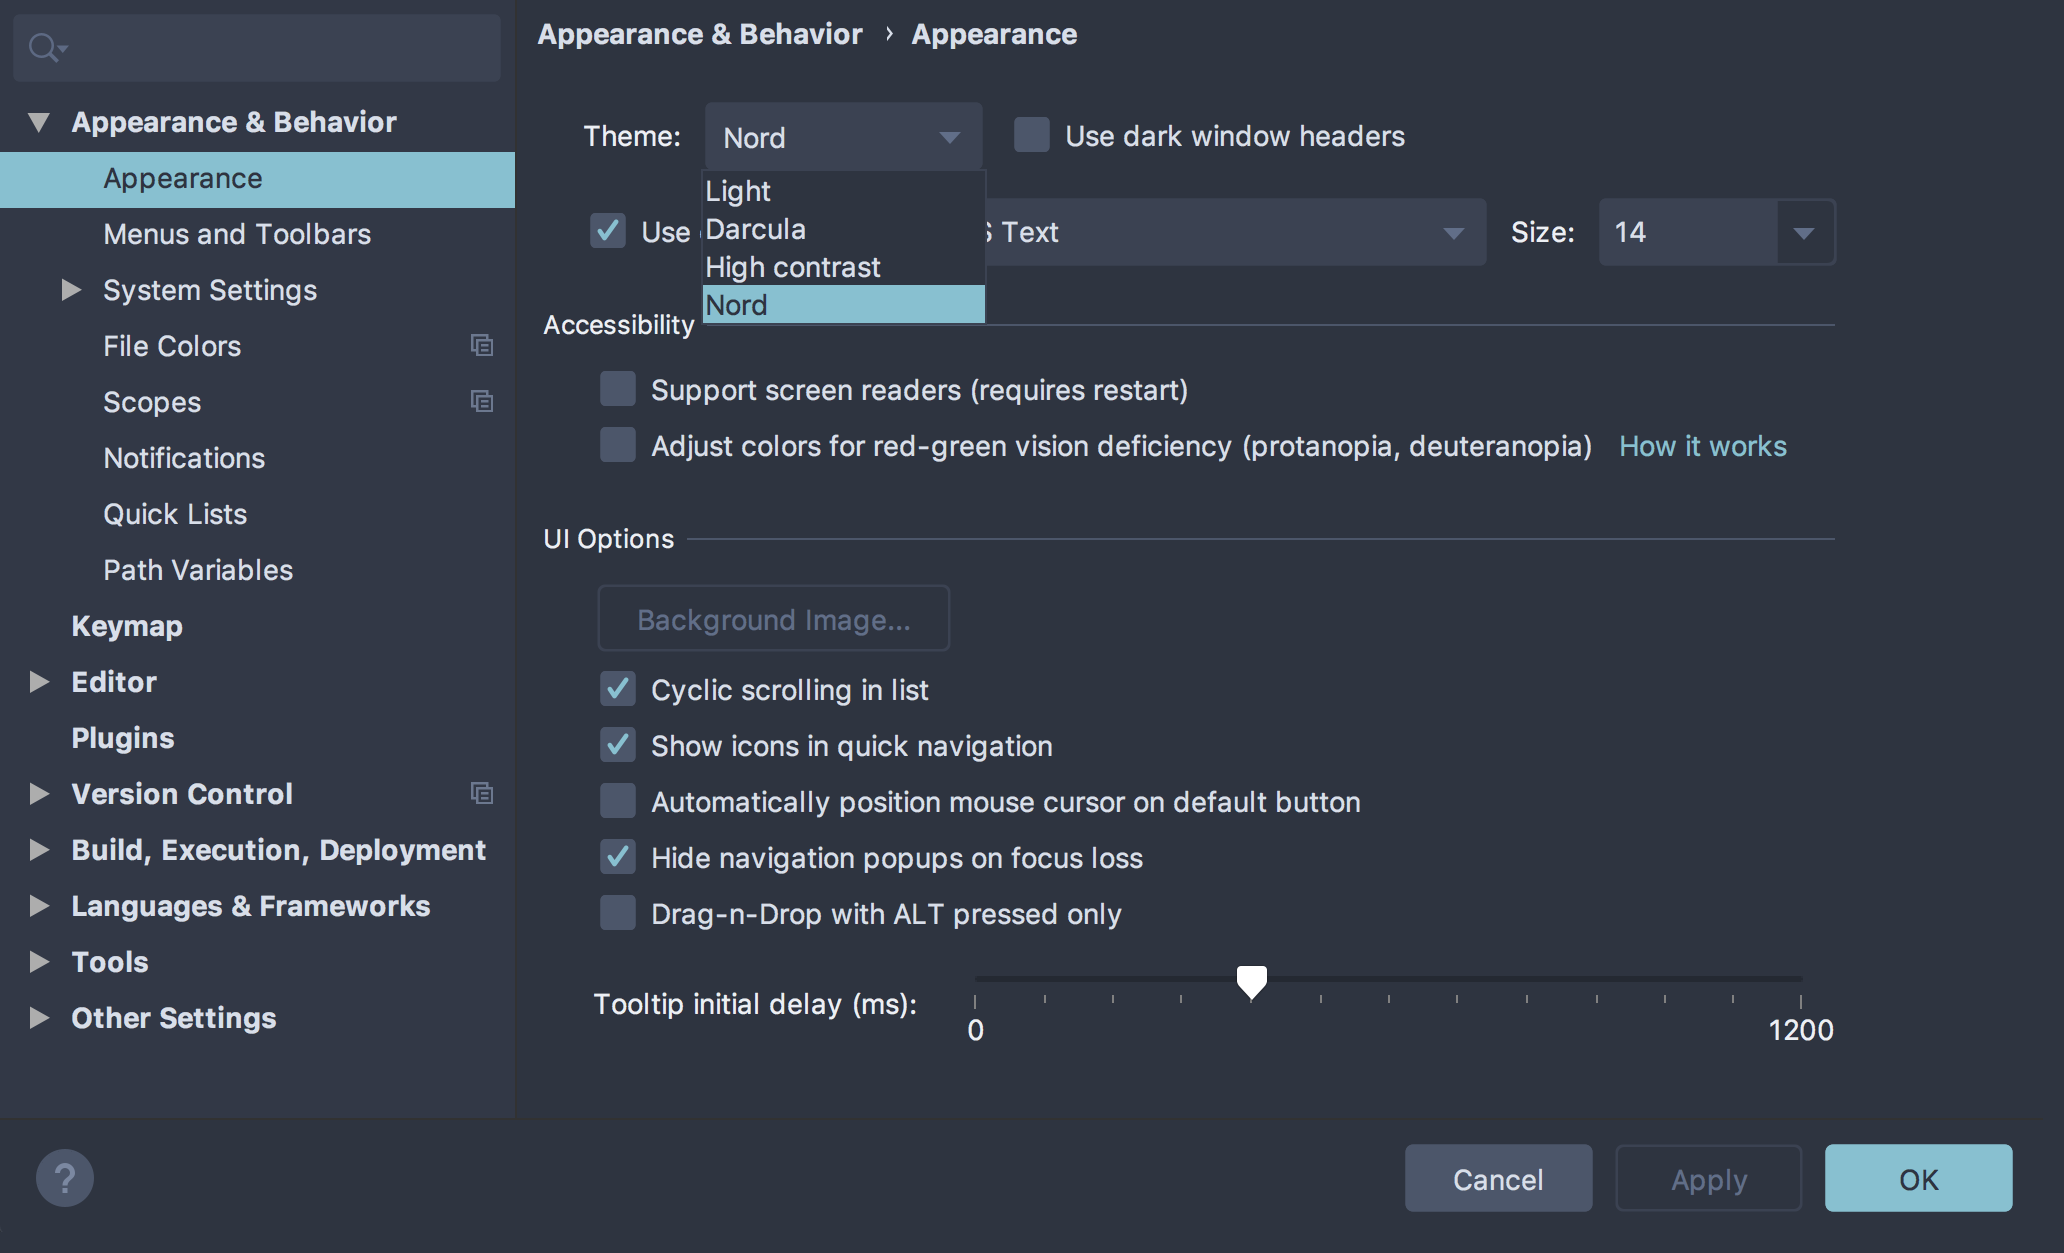 Appearance & Behavior
Appearance
Menus and Toolbars
System Settings
File Colors
Scopes
Notifications
Quick Lists
Path Variables
Keymap
Editor
Plugins
Version Control
Build, Execution, Deployment
Languages & Frameworks
Tools
Other Settings
Appearance & Behavior › Appearance
Theme: Nord Use dark window headers
Light
Darcula
High contrast
Nord
Use Text Size: 14
Accessibility
Support screen readers (requires restart)
Adjust colors for red-green vision deficiency (protanopia, deuteranopia) How it works
UI Options
Background Image...
Cyclic scrolling in list
Show icons in quick navigation
Automatically position mouse cursor on default button
Hide navigation popups on focus loss
Drag-n-Drop with ALT pressed only
Tooltip initial delay (ms):
0 1200
? Cancel Apply OK